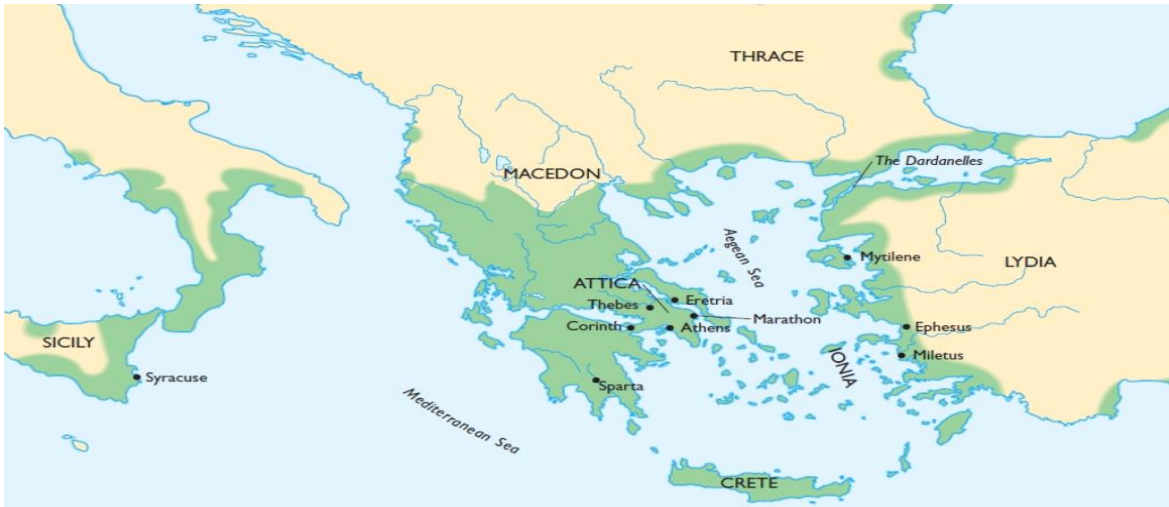 THRACE
The Dardanelles
MACEDON
Aegean Sea
Mytilene
LYDIA
ATTICA
Eretria
Thebes
Marathon
Corinth
Athens
Ephesus
SICILY
IONIA
Miletus
Syracuse
Sparta
Mediterranean Sea
CRETE